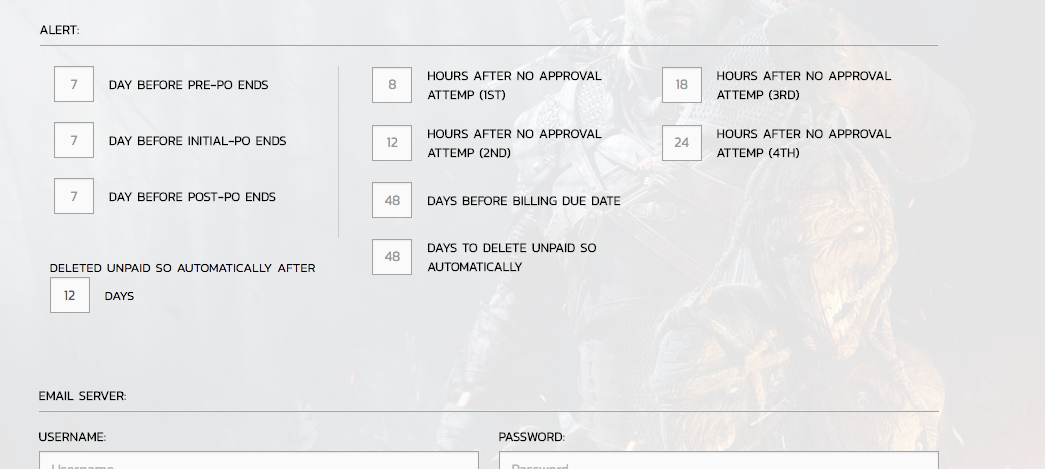 ALERT:
7 DAY BEFORE PRE-PO ENDS
7 DAY BEFORE INITIAL-PO ENDS
7 DAY BEFORE POST-PO ENDS
DELETED UNPAID SO AUTOMATICALLY AFTER
12 DAYS
8 HOURS AFTER NO APPROVAL
ATTEMP (1ST)
12 HOURS AFTER NO APPROVAL
ATTEMP (2ND)
48 DAYS BEFORE BILLING DUE DATE
48 DAYS TO DELETE UNPAID SO
AUTOMATICALLY
18 HOURS AFTER NO APPROVAL
ATTEMP (3RD)
24 HOURS AFTER NO APPROVAL
ATTEMP (4TH)
EMAIL SERVER:
USERNAME:
Username
PASSWORD:
Password